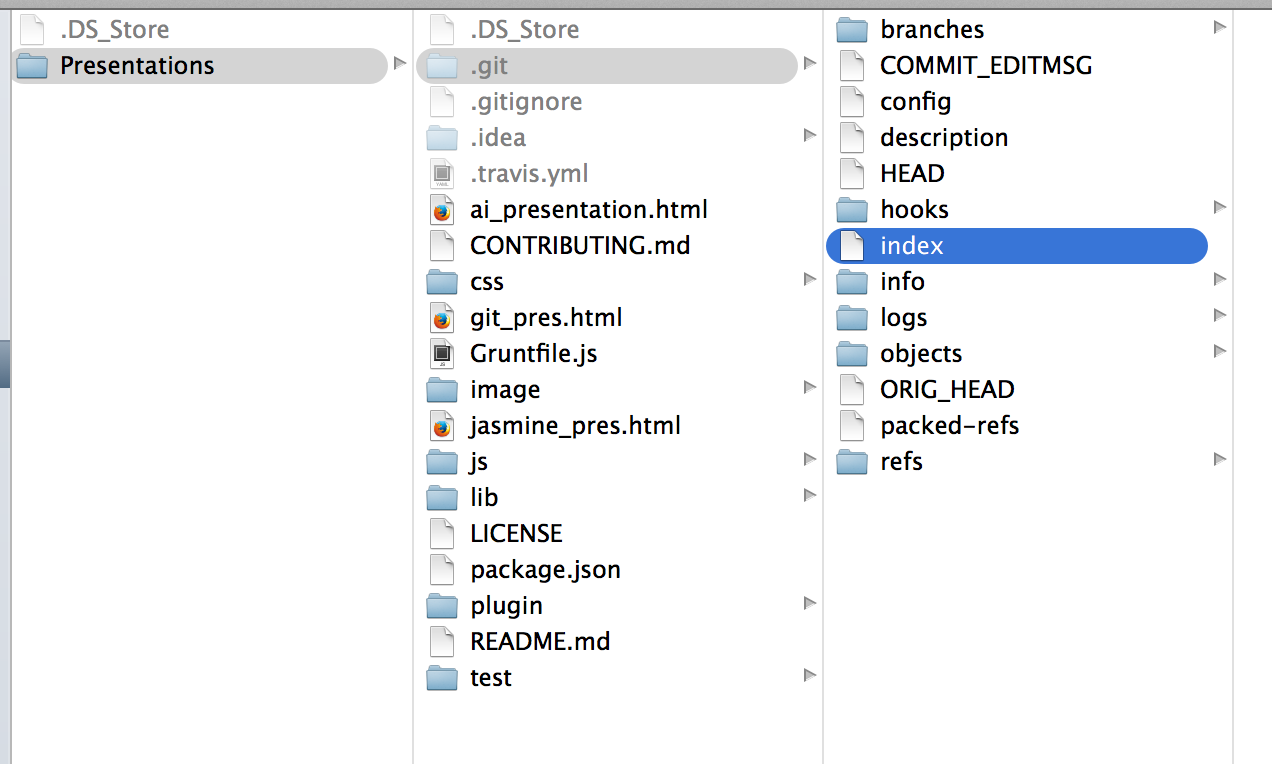 .DS_Store
Presentations
.DS_Store
.git
.gitignore
.idea
.travis.yml
ai_presentation.html
CONTRIBUTING.md
css
git_pres.html
Gruntfile.js
image
jasmine_pres.html
js
lib
LICENSE
package.json
plugin
README.md
test
branches
COMMIT_EDITMSG
config
description
HEAD
hooks
index
info
logs
objects
ORIG_HEAD
packed-refs
refs